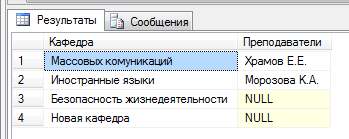 Результаты Сообщения
Кафедра Преподаватели
1 Массовых комуникаций Храмов Е.Е.
2 Иностранные языки Морозова К.А.
3 Безопасность жизнедеятельности NULL
4 Новая кафедра NULL